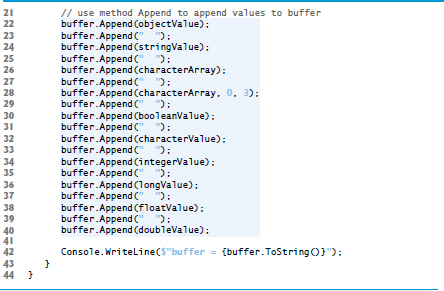 21 // use method Append to append values to buffer
22 buffer.Append(objectValue);
23 buffer.Append("  ");
24 buffer.Append(stringValue);
25 buffer.Append("  ");
26 buffer.Append(characterArray);
27 buffer.Append("  ");
28 buffer.Append(characterArray, 0, 3);
29 buffer.Append("  ");
30 buffer.Append(booleanValue);
31 buffer.Append("  ");
32 buffer.Append(characterValue);
33 buffer.Append("  ");
34 buffer.Append(integerValue);
35 buffer.Append("  ");
36 buffer.Append(longValue);
37 buffer.Append("  ");
38 buffer.Append(floatValue);
39 buffer.Append("  ");
40 buffer.Append(doubleValue);
41
42 Console.WriteLine($"buffer = {buffer.ToString()}");
43 }
44 }